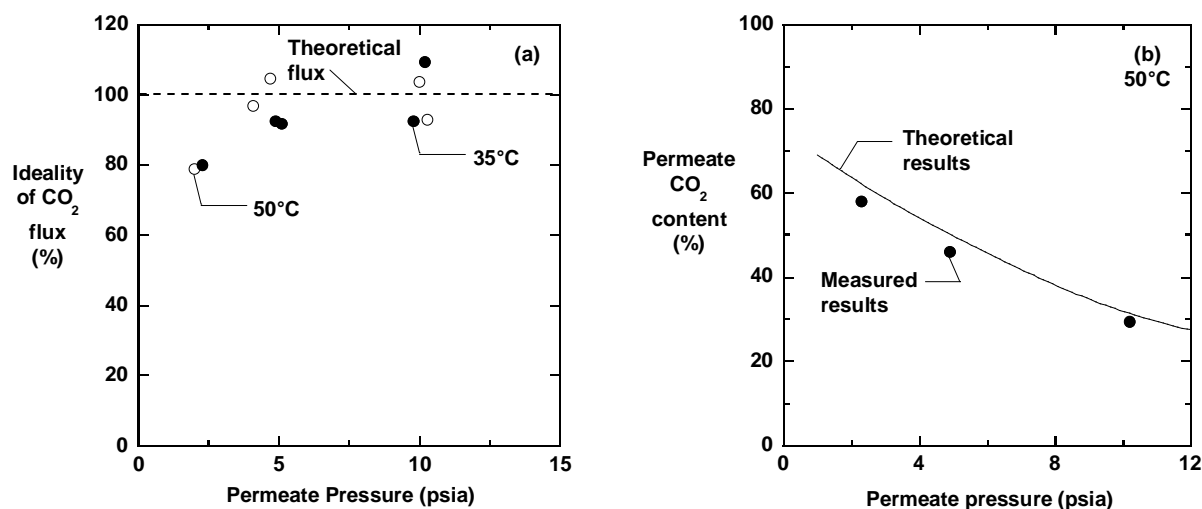 120
100
80
60
40
20
0
0
5
10
15
Ideality
of CO₂
flux
(%)
Permeate Pressure (psia)
Theoretical
flux
(a)
35°C
50°C
100
80
60
40
20
0
0
4
8
12
Permeate
CO₂
content
(%)
Permeate pressure (psia)
(b)
50°C
Theoretical
results
Measured
results